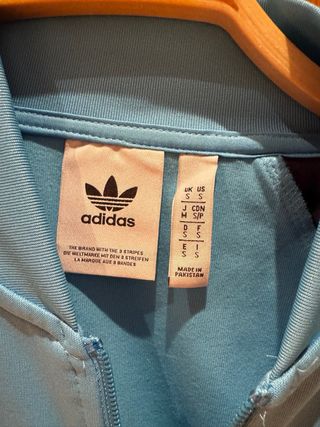 adidas
THE BRAND WITH THE 3 STRIPES
DIE WELTMARKE MIT DEN 3 STREIFEN
LA MARQUE AUX 3 BANDES
UK US
S S
J CDN
M S/P
D F
S S
E I
S S
MADE IN
PAKISTAN